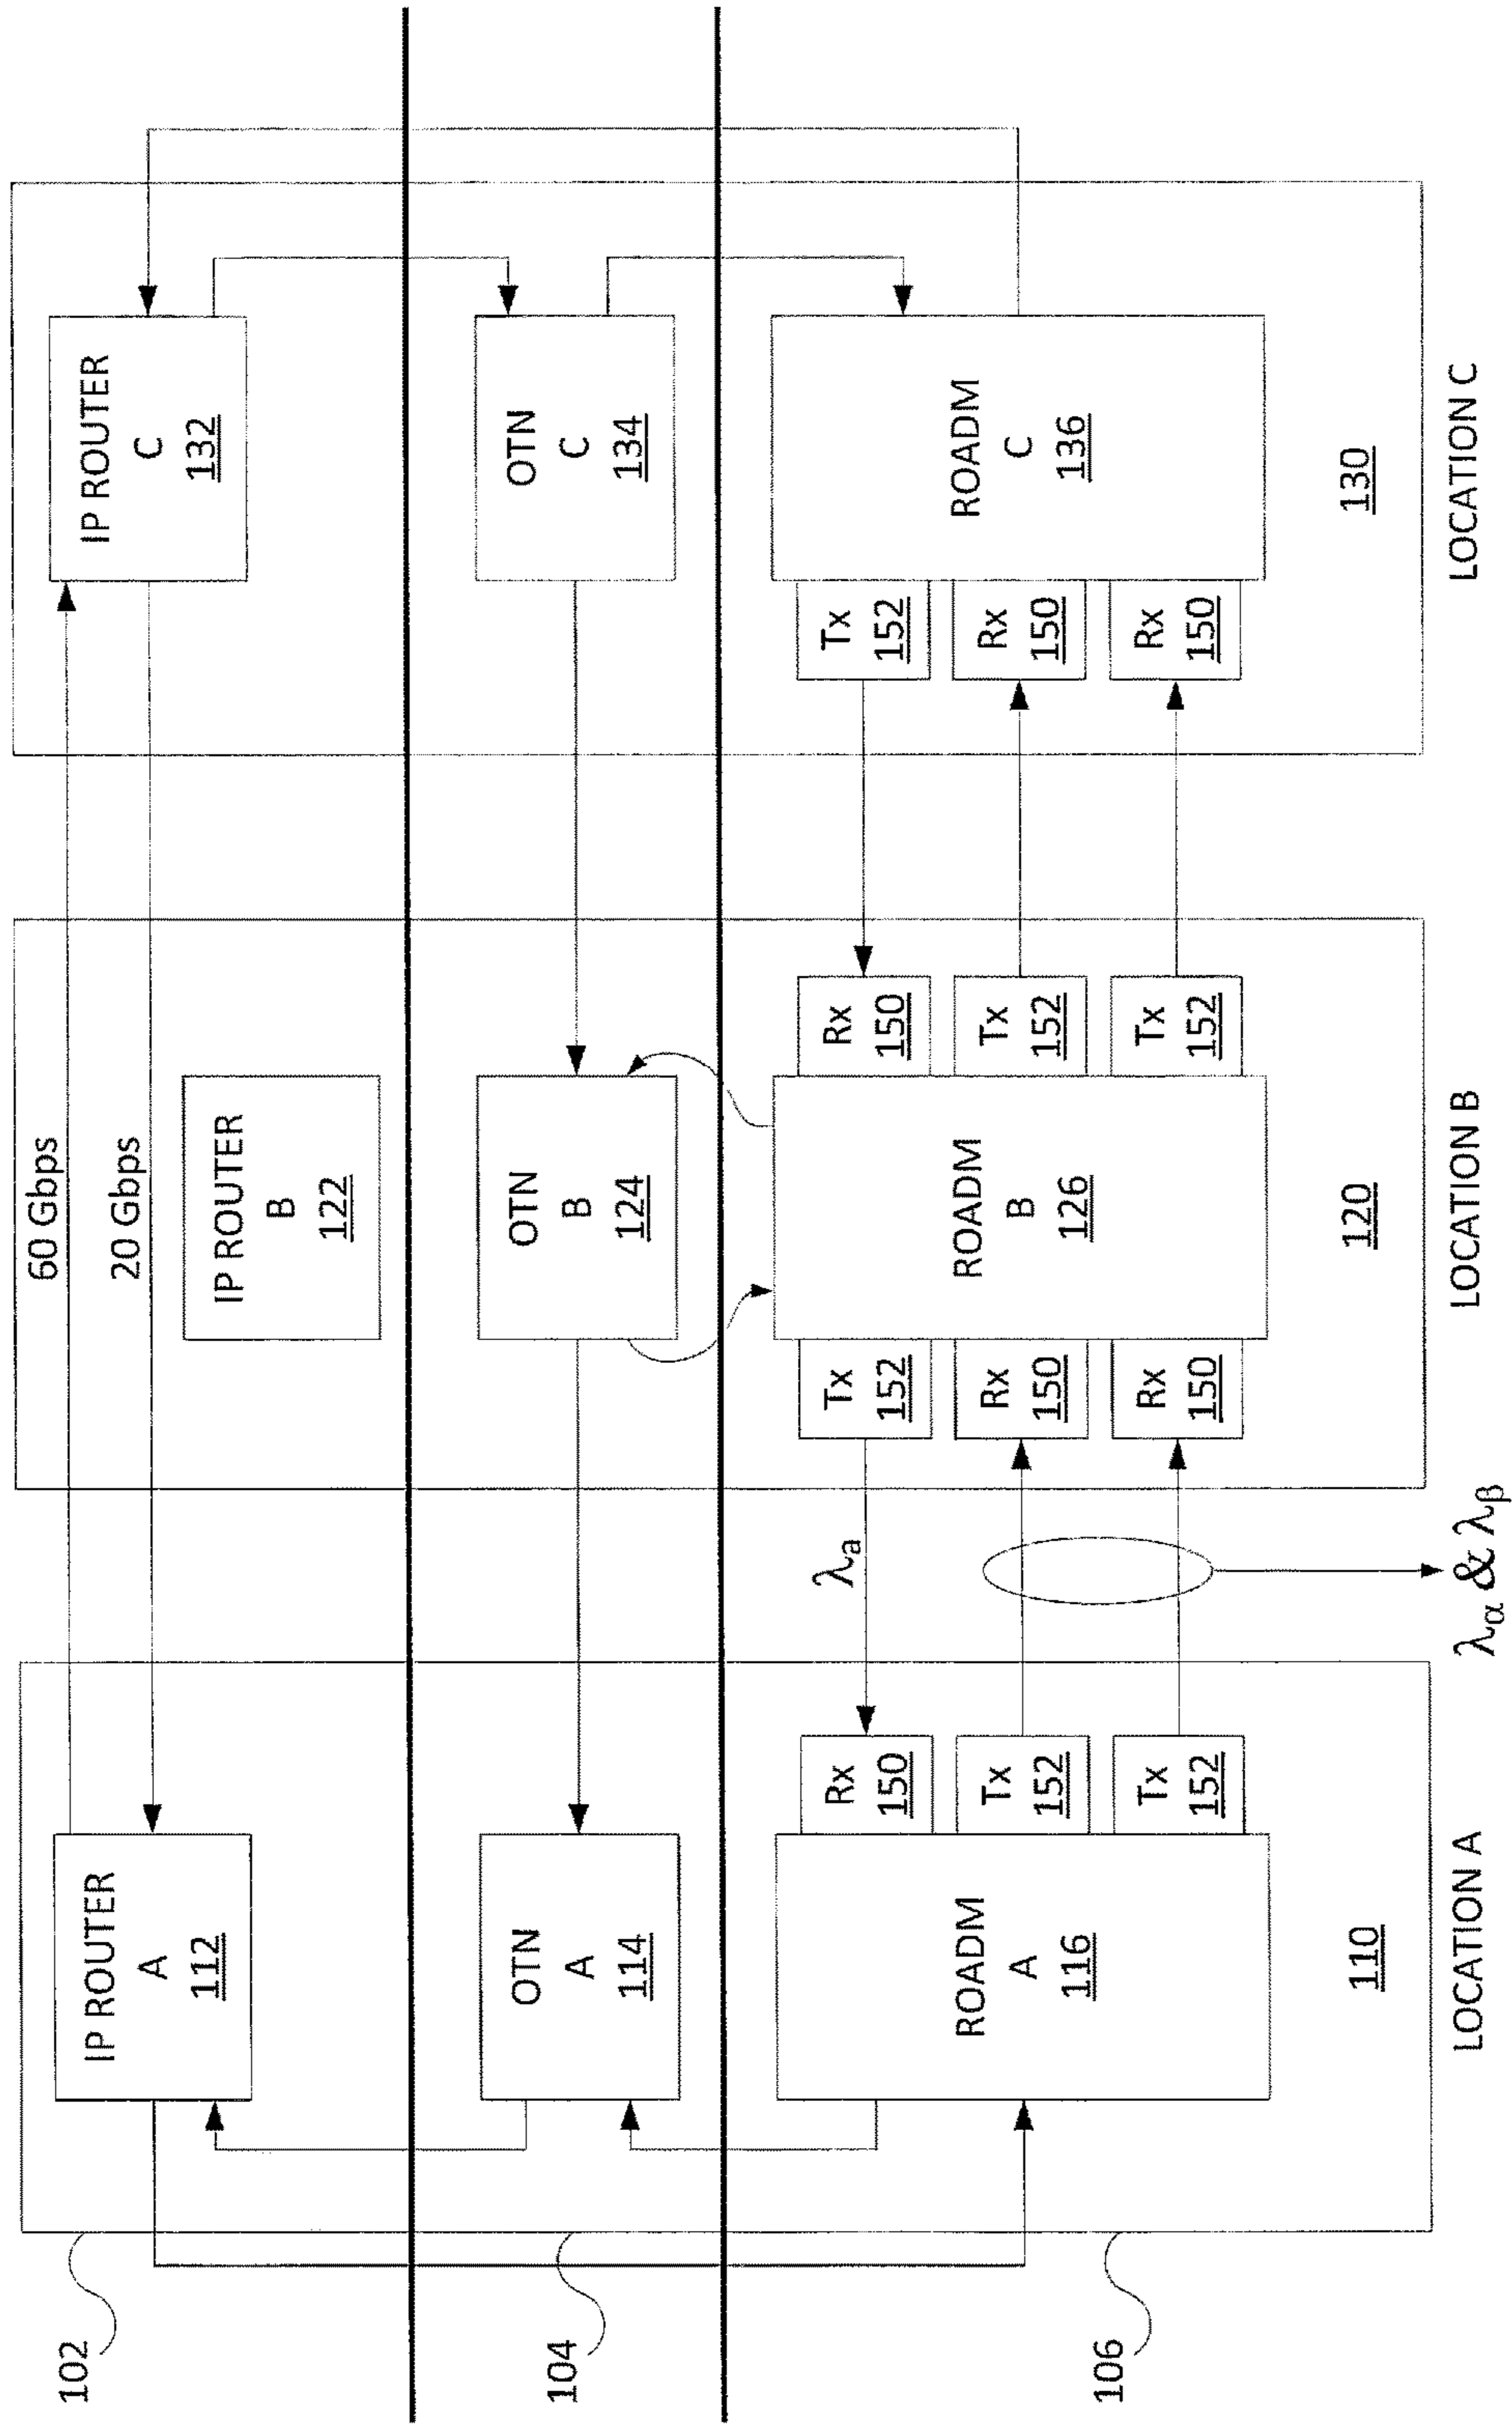 102
104
106
60 Gbps
20 Gbps
IP ROUTER
A
112
IP ROUTER
B
122
IP ROUTER
C
132
OTN
A
114
OTN
B
124
OTN
C
134
ROADM
A
116
Rx
150
Tx
152
Tx
152
λa
λα & λβ
Tx
152
Rx
150
Rx
150
ROADM
B
126
Rx
150
Tx
152
Tx
152
Tx
152
Rx
150
Rx
150
ROADM
C
136
110
120
130
LOCATION A
LOCATION B
LOCATION C